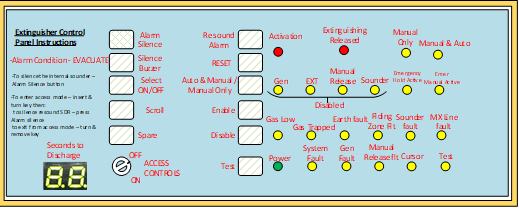 Extinguisher Control
Panel Instructions
-Alarm Condition - EVACUATE
-To silence the internal sounder –
Alarm Silence button
-To enter access mode – insert &
turn key then:
to silence resound SDR – press
Alarm silence
to exit from access mode – turn &
remove key
Seconds to
Discharge
88
Alarm
Silence
Silence
Buzzer
Select
ON/OFF
Scroll
Spare
OFF
ACCESS
CONTROLS
ON
Resound
Alarm
RESET
Auto & Manual /
Manual Only
Enable
Disable
Test
Activation
Extinguishing
Released
Manual
Only
Manual & Auto
Gen
EXT
Manual
Release
Sounder
Emergency
Hold Active
Emer
Manual Active
Disabled
Gas Low
Gas Trapped
Earth fault
Fiding
Zone Flt
Sounder
fault
MX Line
fault
Power
System
Fault
Gen
Fault
Manual
Release Flt
Cursor
Test